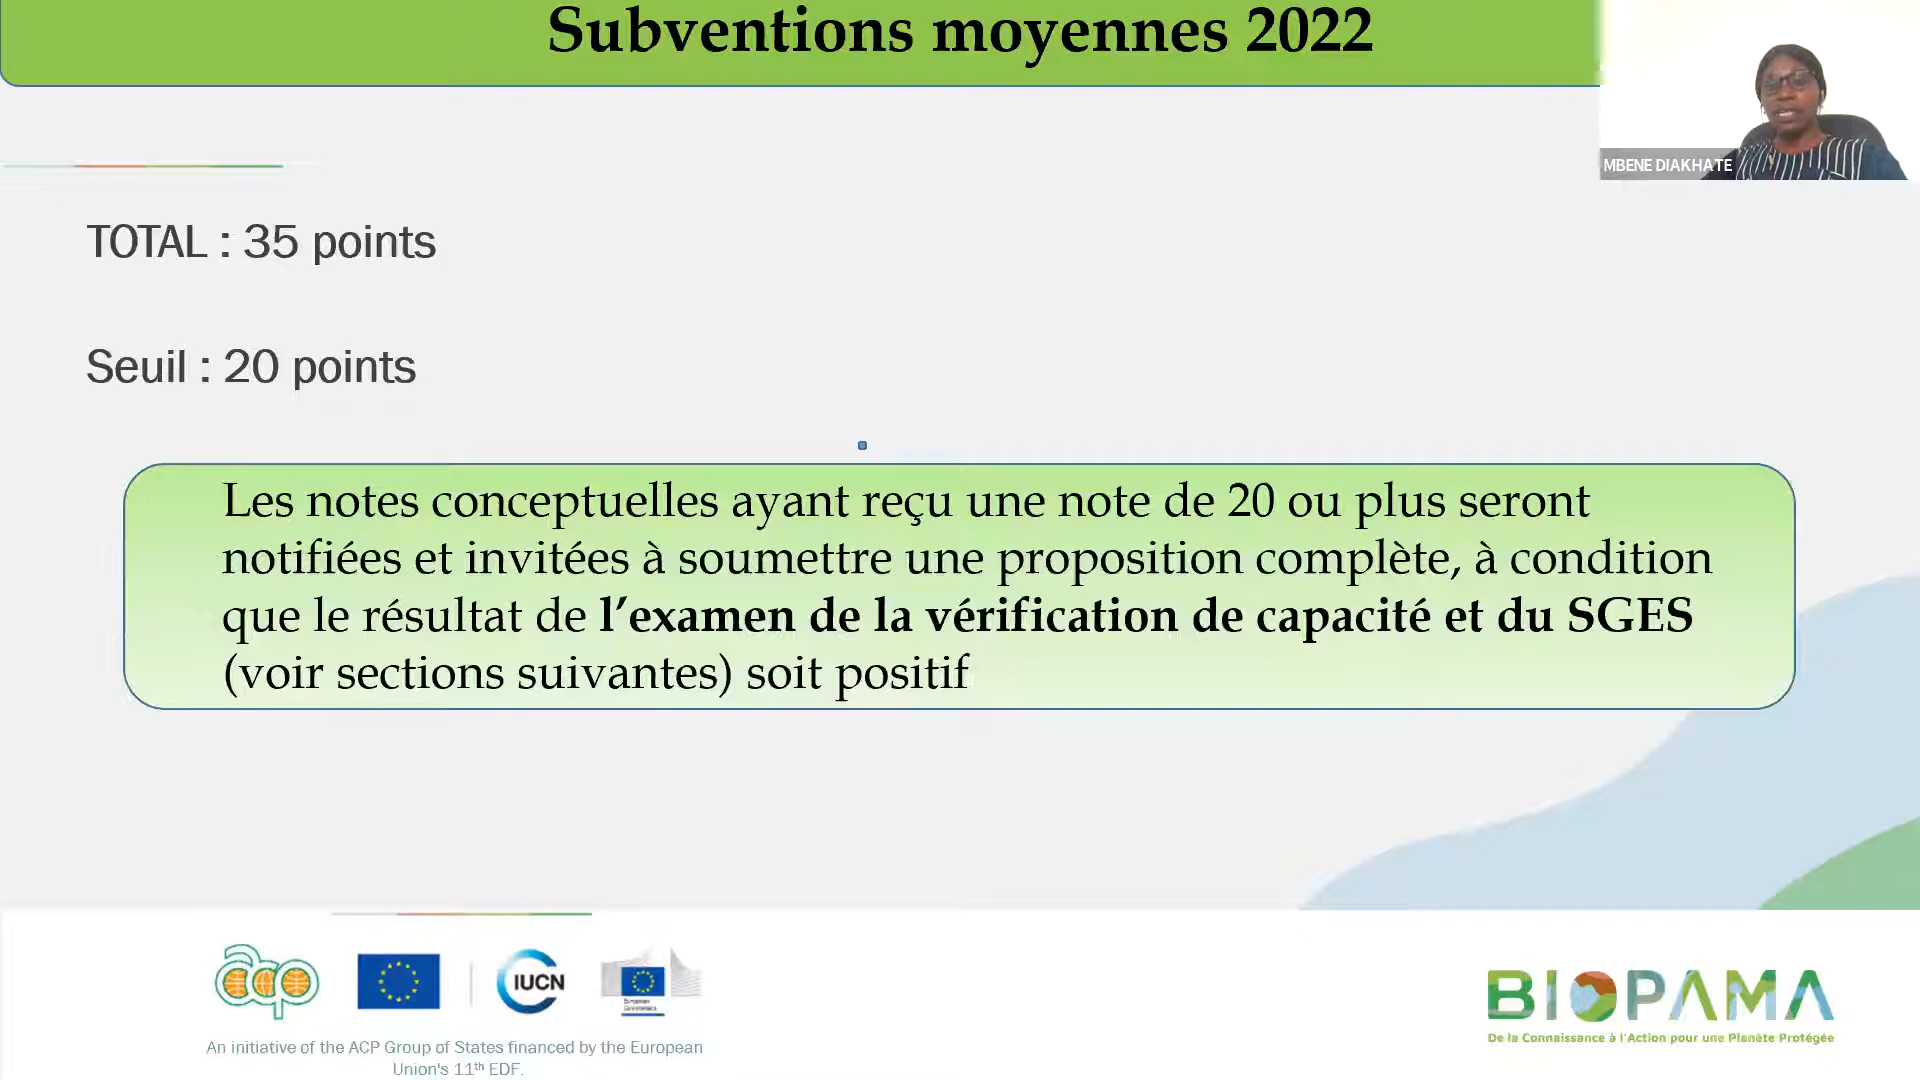 Subventions moyennes 2022
MBENE DIAKHATE
TOTAL : 35 points
Seuil : 20 points
Les notes conceptuelles ayant reçu une note de 20 ou plus seront
notifiées et invitées à soumettre une proposition complète, à condition
que le résultat de l’examen de la vérification de capacité et du SGES
(voir sections suivantes) soit positif
acp
IUCN
European
Commission
BIOPAMA
De la Connaissance à l'Action pour une Planète Protégée
An initiative of the ACP Group of States financed by the European
Union's 11th EDF.